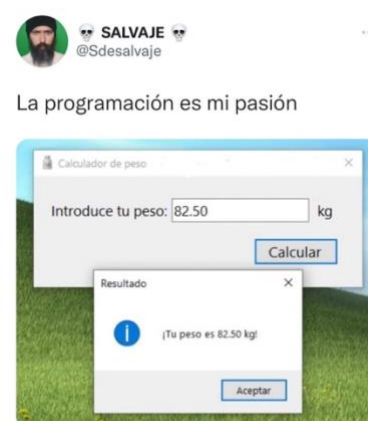 💀 SALVAJE 💀
@Sdesalvaje
La programación es mi pasión
Calculador de peso
Introduce tu peso: 82.50 kg
Calcular
Resultado
¡Tu peso es 82.50 kg!
Aceptar